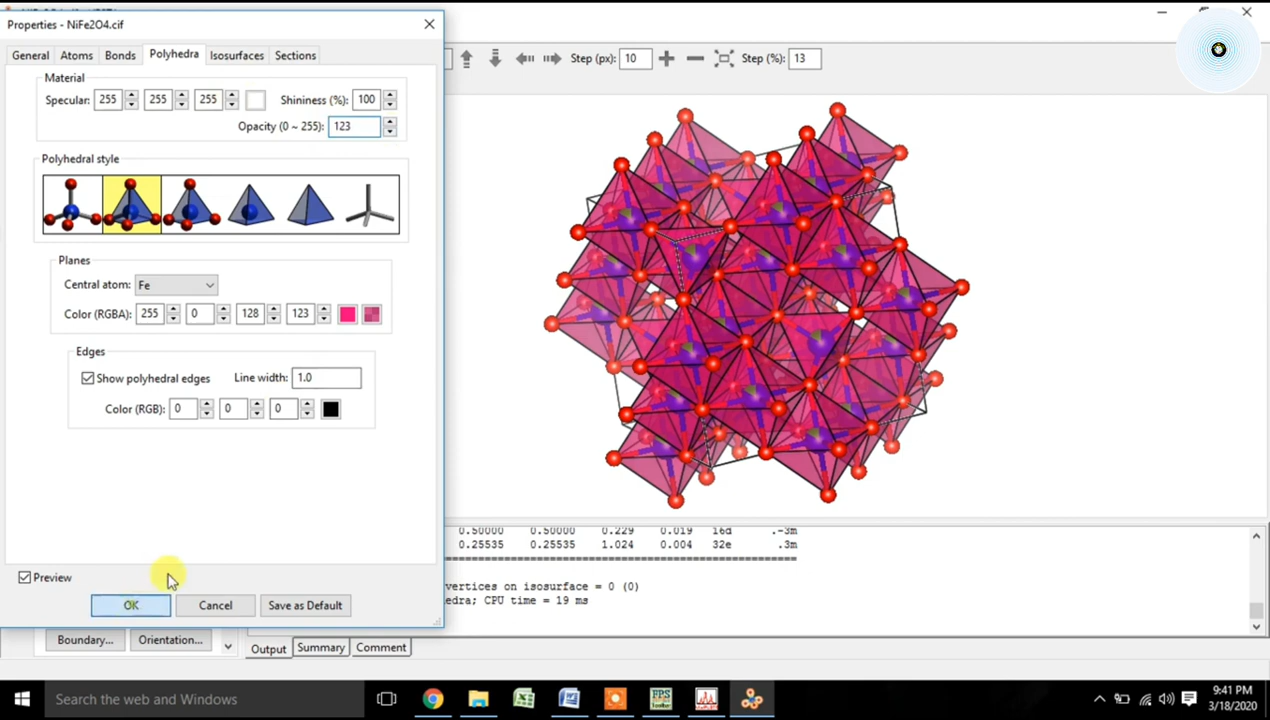 Properties - NiFe2O4.cif
General Atoms Bonds Polyhedra Isosurfaces Sections
Step (px): 10 Step (%): 13
Material
Specular: 255 255 255 Shininess (%): 100
Opacity (0 ~ 255): 123
Polyhedral style
Planes
Central atom: Fe
Color (RGBA): 255 0 128 123
Edges
Show polyhedral edges Line width: 1.0
Color (RGB): 0 0 0
0.50000 0.50000 0.229 0.019 16d .-3m
0.25535 0.25535 1.024 0.004 32e .3m
vertices on isosurface = 0 (0)
edra; CPU time = 19 ms
Preview
OK Cancel Save as Default
Boundary... Orientation...
Output Summary Comment
Search the web and Windows
9:41 PM
3/18/2020